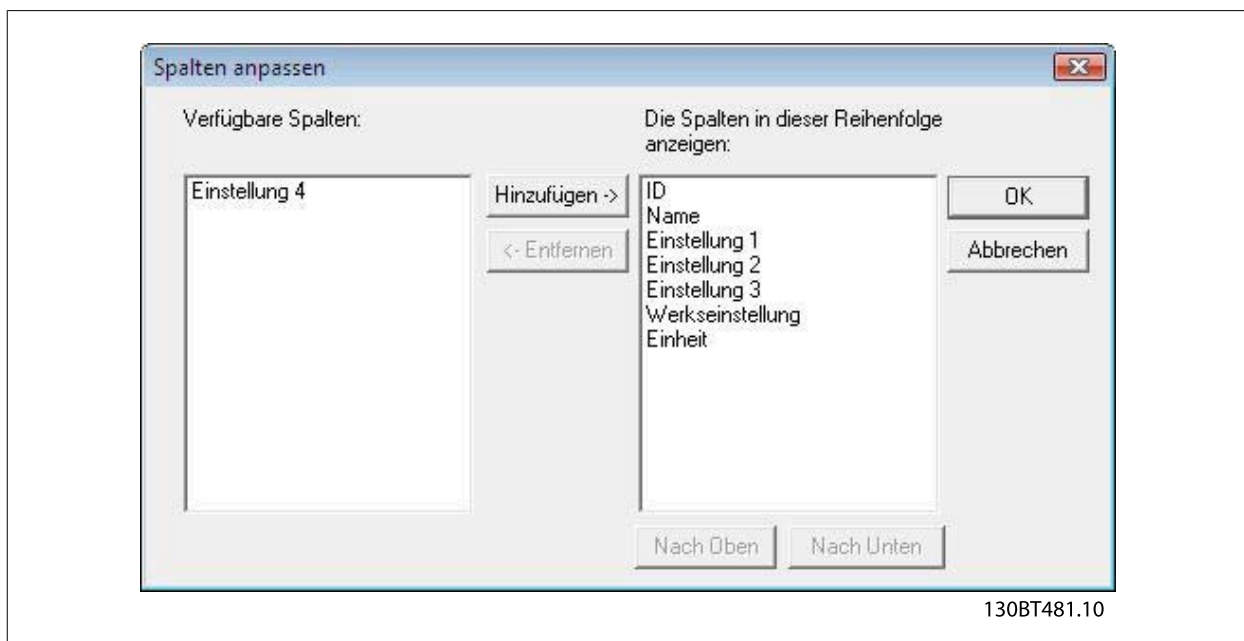 Spalten anpassen
Verfügbare Spalten:
Die Spalten in dieser Reihenfolge
anzeigen:
Einstellung 4
Hinzufügen ->
<- Entfernen
ID
Name
Einstellung 1
Einstellung 2
Einstellung 3
Werkseinstellung
Einheit
OK
Abbrechen
Nach Oben
Nach Unten
130BT481.10